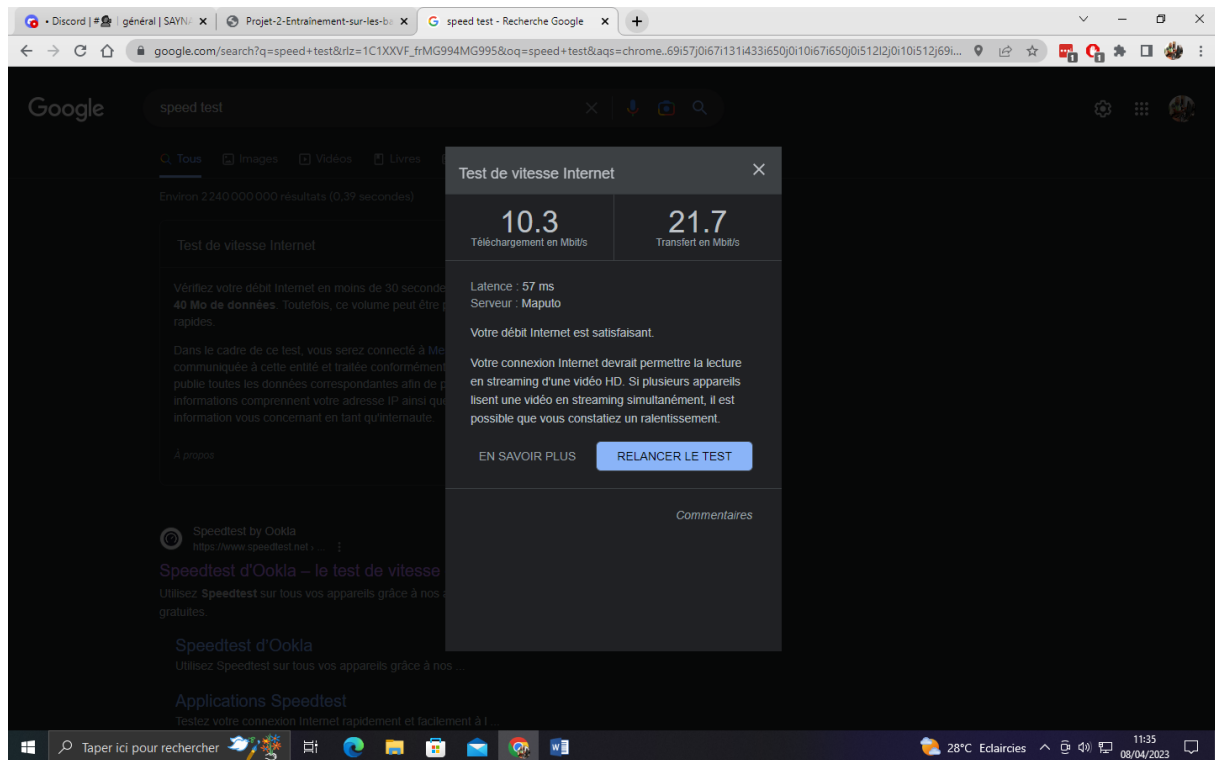 • Discord | #
général | SAYN
Projet-2-Entraînement-sur-les-ba
speed test - Recherche Google
google.com/search?q=speed+test&rlz=1C1XXVF_frMG994MG995&oq=speed+test&aqs=chrome..69i57j0i67i131i433i650j0i10i67i650j0i512l2j0i10i512j69i...
Google
speed test
Tous
Images
Vidéos
Livres
Environ 2 240 000 000 résultats (0,39 secondes)
Test de vitesse Internet
Vérifiez votre débit Internet en moins de 30 seconde
40 Mo de données. Toutefois, ce volume peut être
rapides.
Dans le cadre de ce test, vous serez connecté à Me
communiquée à cette entité et traitée conformément
publie toutes les données correspondantes afin de p
informations comprennent votre adresse IP ainsi que
information vous concernant en tant qu'internaute.
À propos
Speedtest by Ookla
https://www.speedtest.net › ...
Speedtest d'Ookla – le test de vitesse
Utilisez Speedtest sur tous vos appareils grâce à nos a
gratuites.
Speedtest d'Ookla
Utilisez Speedtest sur tous vos appareils grâce à nos ...
Applications Speedtest
Testez votre connexion Internet rapidement et facilement à l ...
Test de vitesse Internet
10.3
Téléchargement en Mbit/s
21.7
Transfert en Mbit/s
Latence : 57 ms
Serveur : Maputo
Votre débit Internet est satisfaisant.
Votre connexion Internet devrait permettre la lecture
en streaming d'une vidéo HD. Si plusieurs appareils
lisent une vidéo en streaming simultanément, il est
possible que vous constatiez un ralentissement.
EN SAVOIR PLUS
RELANCER LE TEST
Commentaires
Taper ici pour rechercher
28°C Eclaircies
11:35
08/04/2023